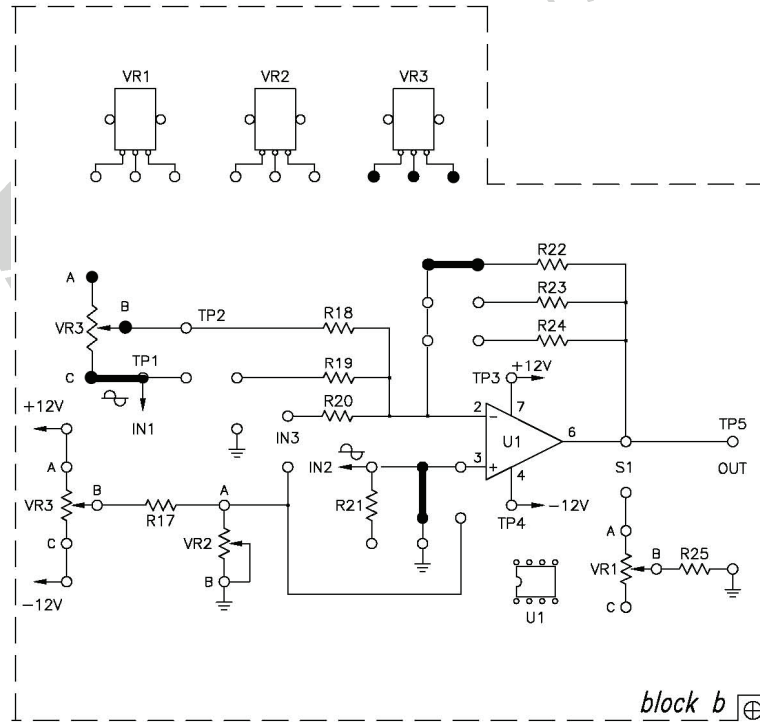 VR1 VR2 VR3
R22
A
R23
B TP2 R18
VR3 R24
C TP1 R19
TP3 +12V
+12V IN1 IN3 R20 2 − 7 6 TP5
U1
A IN2 3 + 4 S1 OUT
VR3 B R17 A R21 TP4 −12V
C VR2 A
B VR1 B R25
−12V C
U1
block b